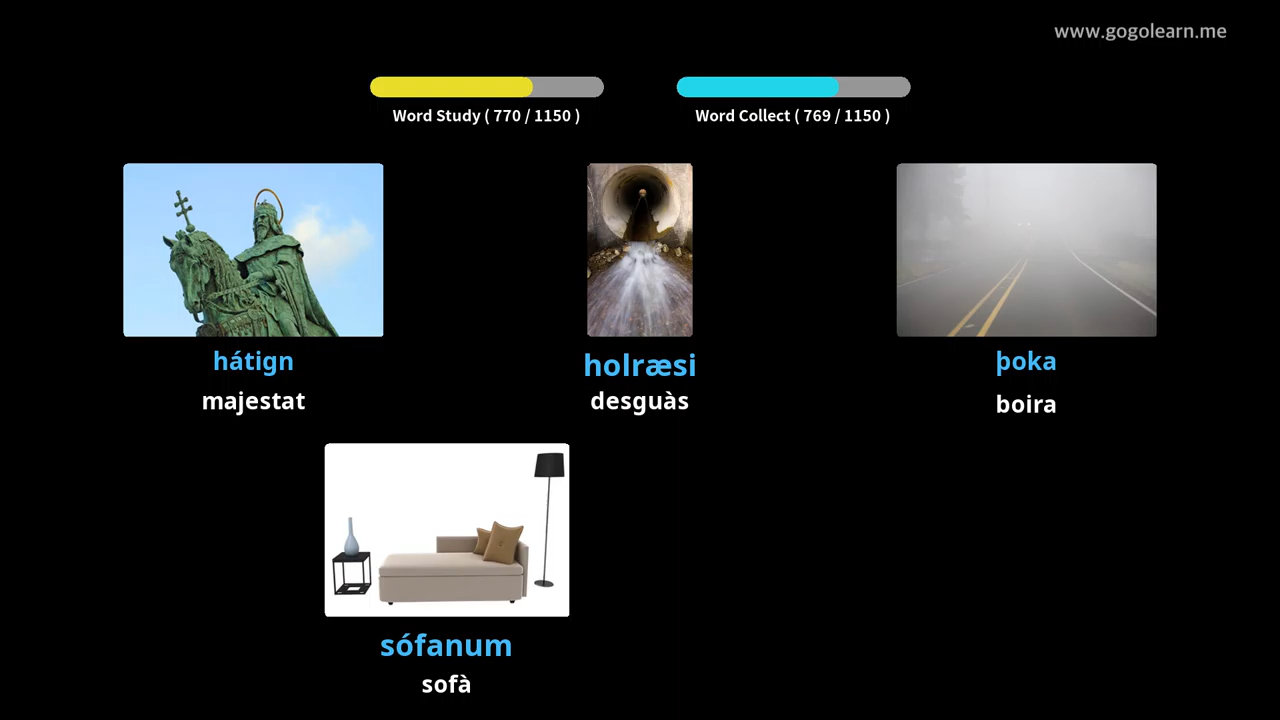 www.gogolearn.me
Word Study ( 770 / 1150 )
Word Collect ( 769 / 1150 )
hátign
holræsi
þoka
majestat
desguàs
boira
sófanum
sofà